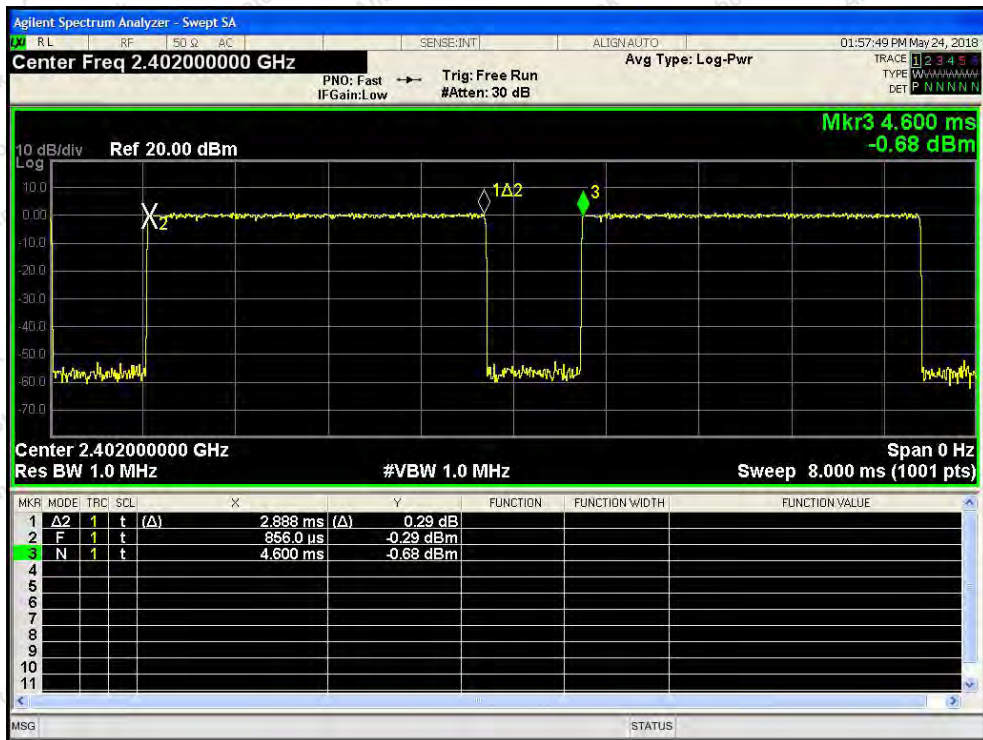 Agilent Spectrum Analyzer - Swept SA
LXI RL RF 50 Ω AC SENSE:INT ALIGNAUTO 01:57:49 PM May 24, 2018
Center Freq 2.402000000 GHz Avg Type: Log-Pwr TRACE 1 2 3 4 5 6
PNO: Fast Trig: Free Run TYPE W
IFGain:Low #Atten: 30 dB DET P N N N N N
Mkr3 4.600 ms
10 dB/div Ref 20.00 dBm -0.68 dBm
Log
10.0
1Δ2
3
0.00
X2
-10.0
-20.0
-30.0
-40.0
-50.0
-60.0
-70.0
Center 2.402000000 GHz Span 0 Hz
Res BW 1.0 MHz #VBW 1.0 MHz Sweep 8.000 ms (1001 pts)
MKR MODE TRC SCL X Y FUNCTION FUNCTION WIDTH FUNCTION VALUE
1 Δ2 1 t (Δ) 2.888 ms (Δ) 0.29 dB
2 F 1 t 856.0 µs -0.29 dBm
3 N 1 t 4.600 ms -0.68 dBm
4
5
6
7
8
9
10
11
MSG STATUS